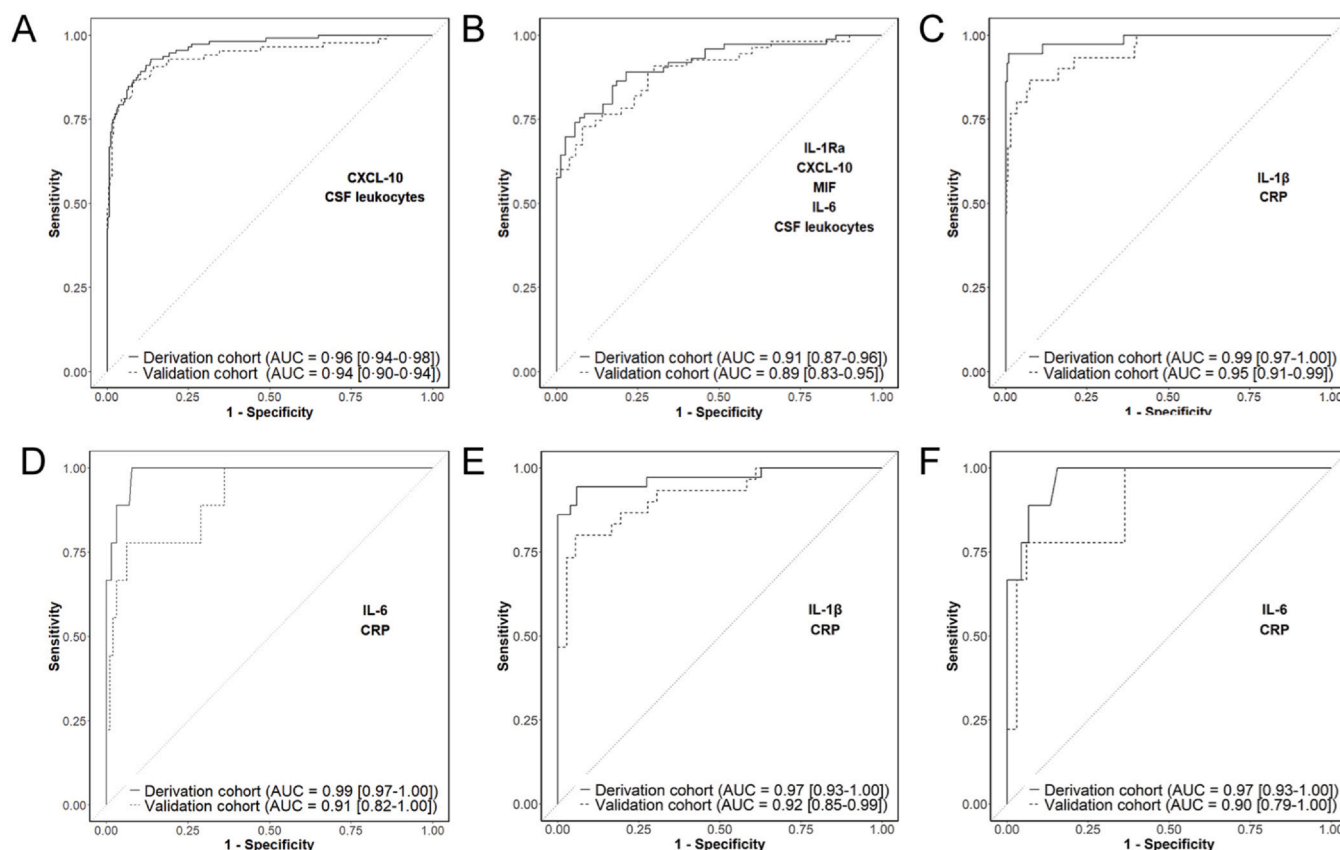 A
Sensitivity
1.00
0.75
0.50
0.25
0.00
CXCL-10
CSF leukocytes
Derivation cohort (AUC = 0·96 [0·94-0·98])
Validation cohort (AUC = 0·94 [0·90-0·94])
0.00 0.25 0.50 0.75 1.00
1 - Specificity
B
Sensitivity
1.00
0.75
0.50
0.25
0.00
IL-1Ra
CXCL-10
MIF
IL-6
CSF leukocytes
Derivation cohort (AUC = 0.91 [0.87-0.96])
Validation cohort (AUC = 0.89 [0.83-0.95])
0.00 0.25 0.50 0.75 1.00
1 - Specificity
C
Sensitivity
1.00
0.75
0.50
0.25
0.00
IL-1β
CRP
Derivation cohort (AUC = 0.99 [0.97-1.00])
Validation cohort (AUC = 0.95 [0.91-0.99])
0.00 0.25 0.50 0.75 1.00
1 - Specificity
D
Sensitivity
1.00
0.75
0.50
0.25
0.00
IL-6
CRP
Derivation cohort (AUC = 0.99 [0.97-1.00])
Validation cohort (AUC = 0.91 [0.82-1.00])
0.00 0.25 0.50 0.75 1.00
1 - Specificity
E
Sensitivity
1.00
0.75
0.50
0.25
0.00
IL-1β
CRP
Derivation cohort (AUC = 0.97 [0.93-1.00])
Validation cohort (AUC = 0.92 [0.85-0.99])
0.00 0.25 0.50 0.75 1.00
1 - Specificity
F
Sensitivity
1.00
0.75
0.50
0.25
0.00
IL-6
CRP
Derivation cohort (AUC = 0.97 [0.93-1.00])
Validation cohort (AUC = 0.90 [0.79-1.00])
0.00 0.25 0.50 0.75 1.00
1 - Specificity